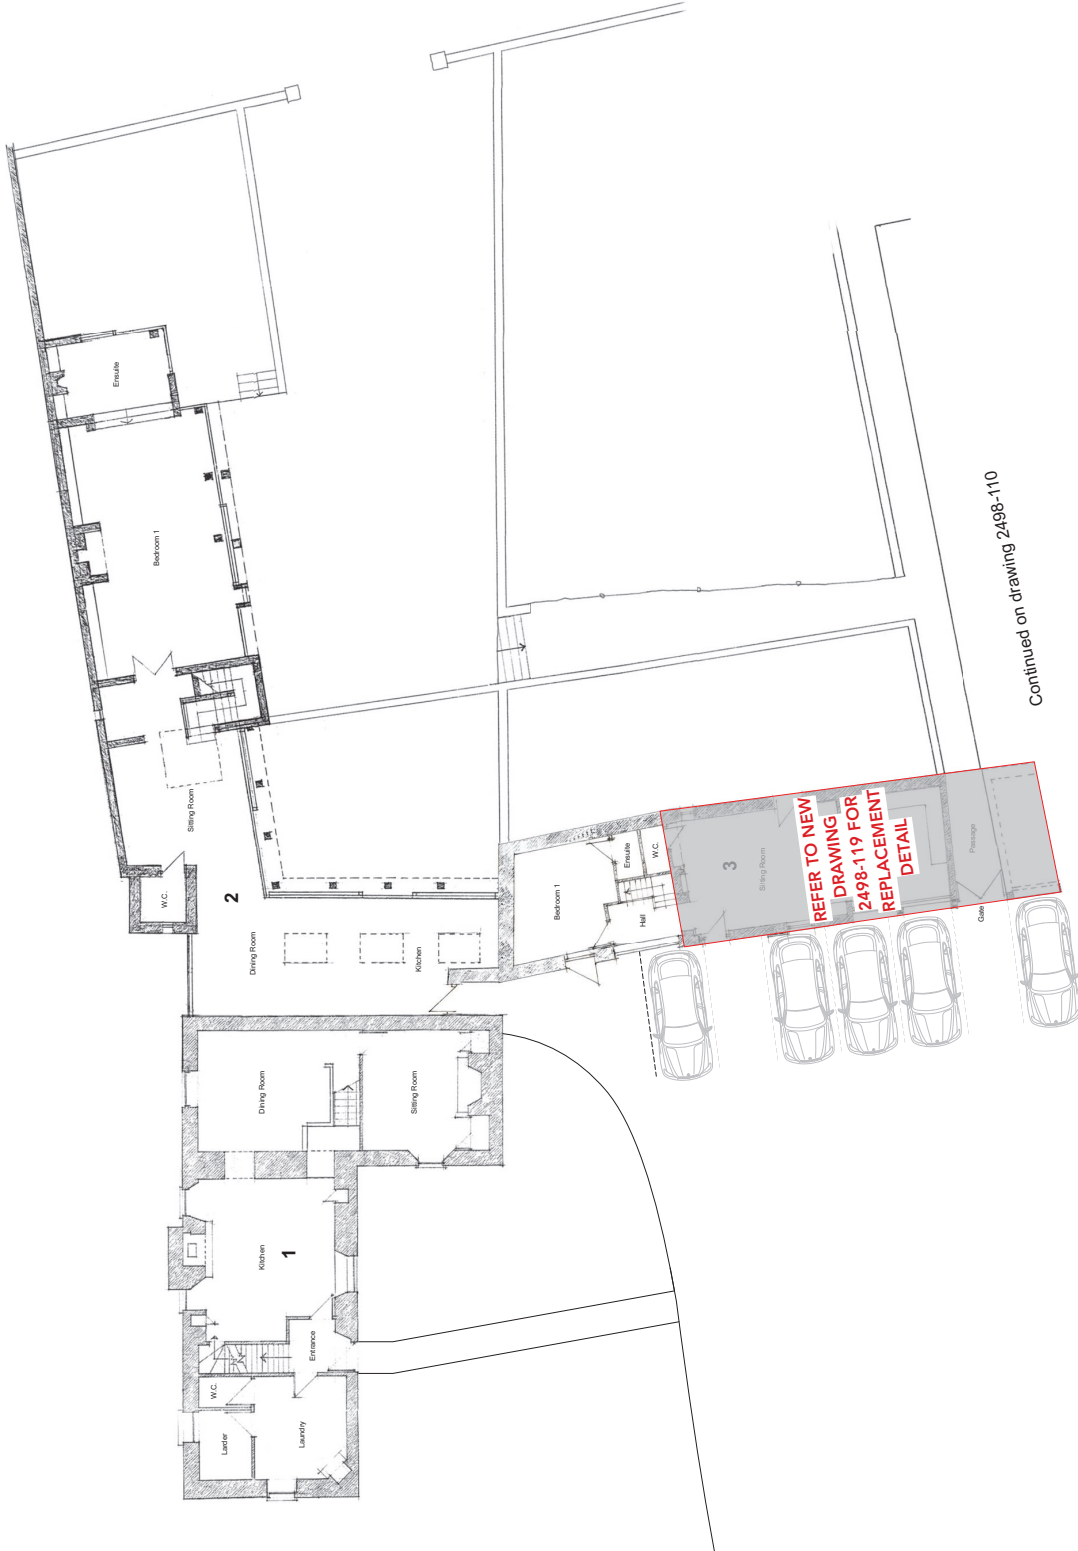 Ensuite
Bedroom 1
Sitting Room
W.C.
2
Dining Room
Kitchen
Bedroom 1
Ensuite
W.C.
Hall
3
Sitting Room
REFER TO NEW
DRAWING
2498-119 FOR
REPLACEMENT
DETAIL
Passage
Gate
Continued on drawing 2498-110
Dining Room
Sitting Room
Kitchen
1
Entrance
W.C.
Larder
Laundry